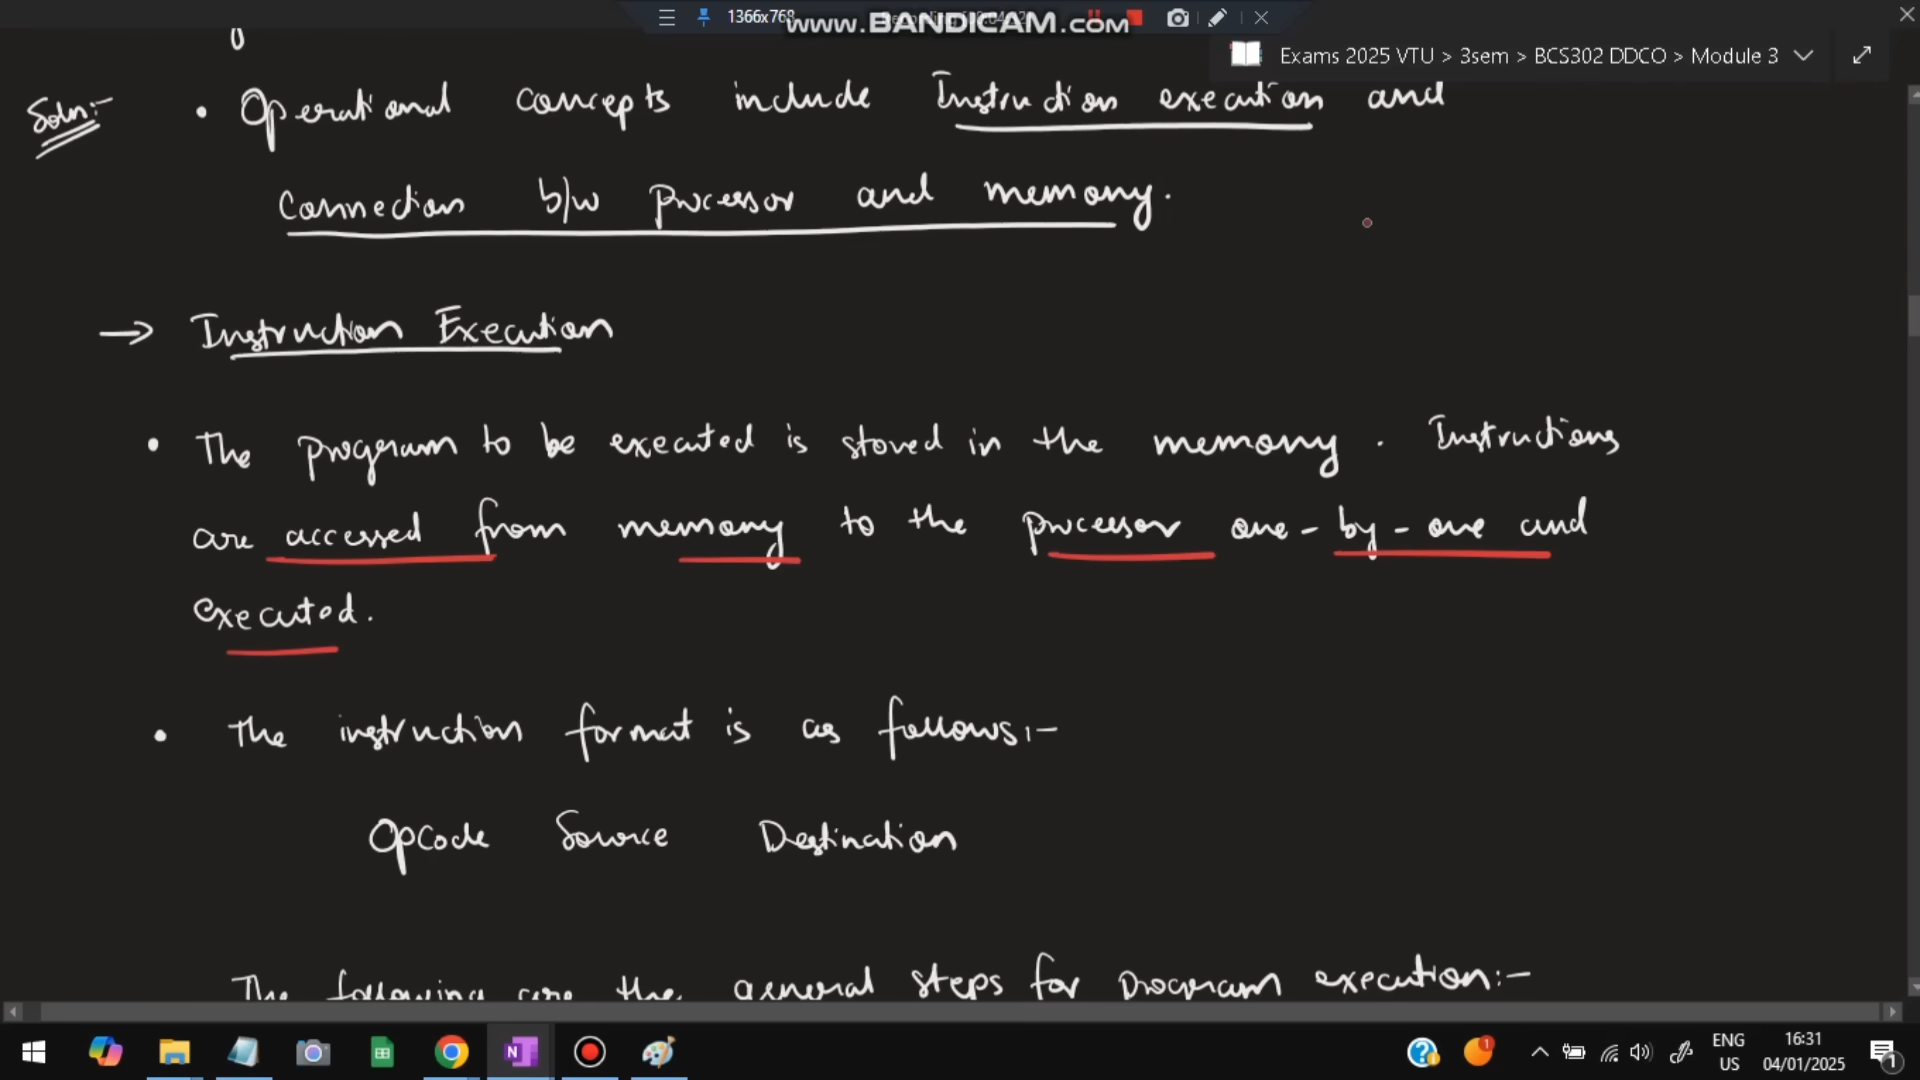 1366x768
www.BANDICAM.com
Exams 2025 VTU > 3sem > BCS302 DDCO > Module 3
Soln:-
• Operational concepts include Instruction execution and
Connection b/w processor and memory.
→ Instruction Execution
• The program to be executed is stored in the memory. Instructions
are accessed from memory to the processor one-by-one and
executed.
• The instruction format is as follows:-
Opcode Source Destination
The following are the general steps for program execution:-
ENG
US
16:31
04/01/2025
1
1